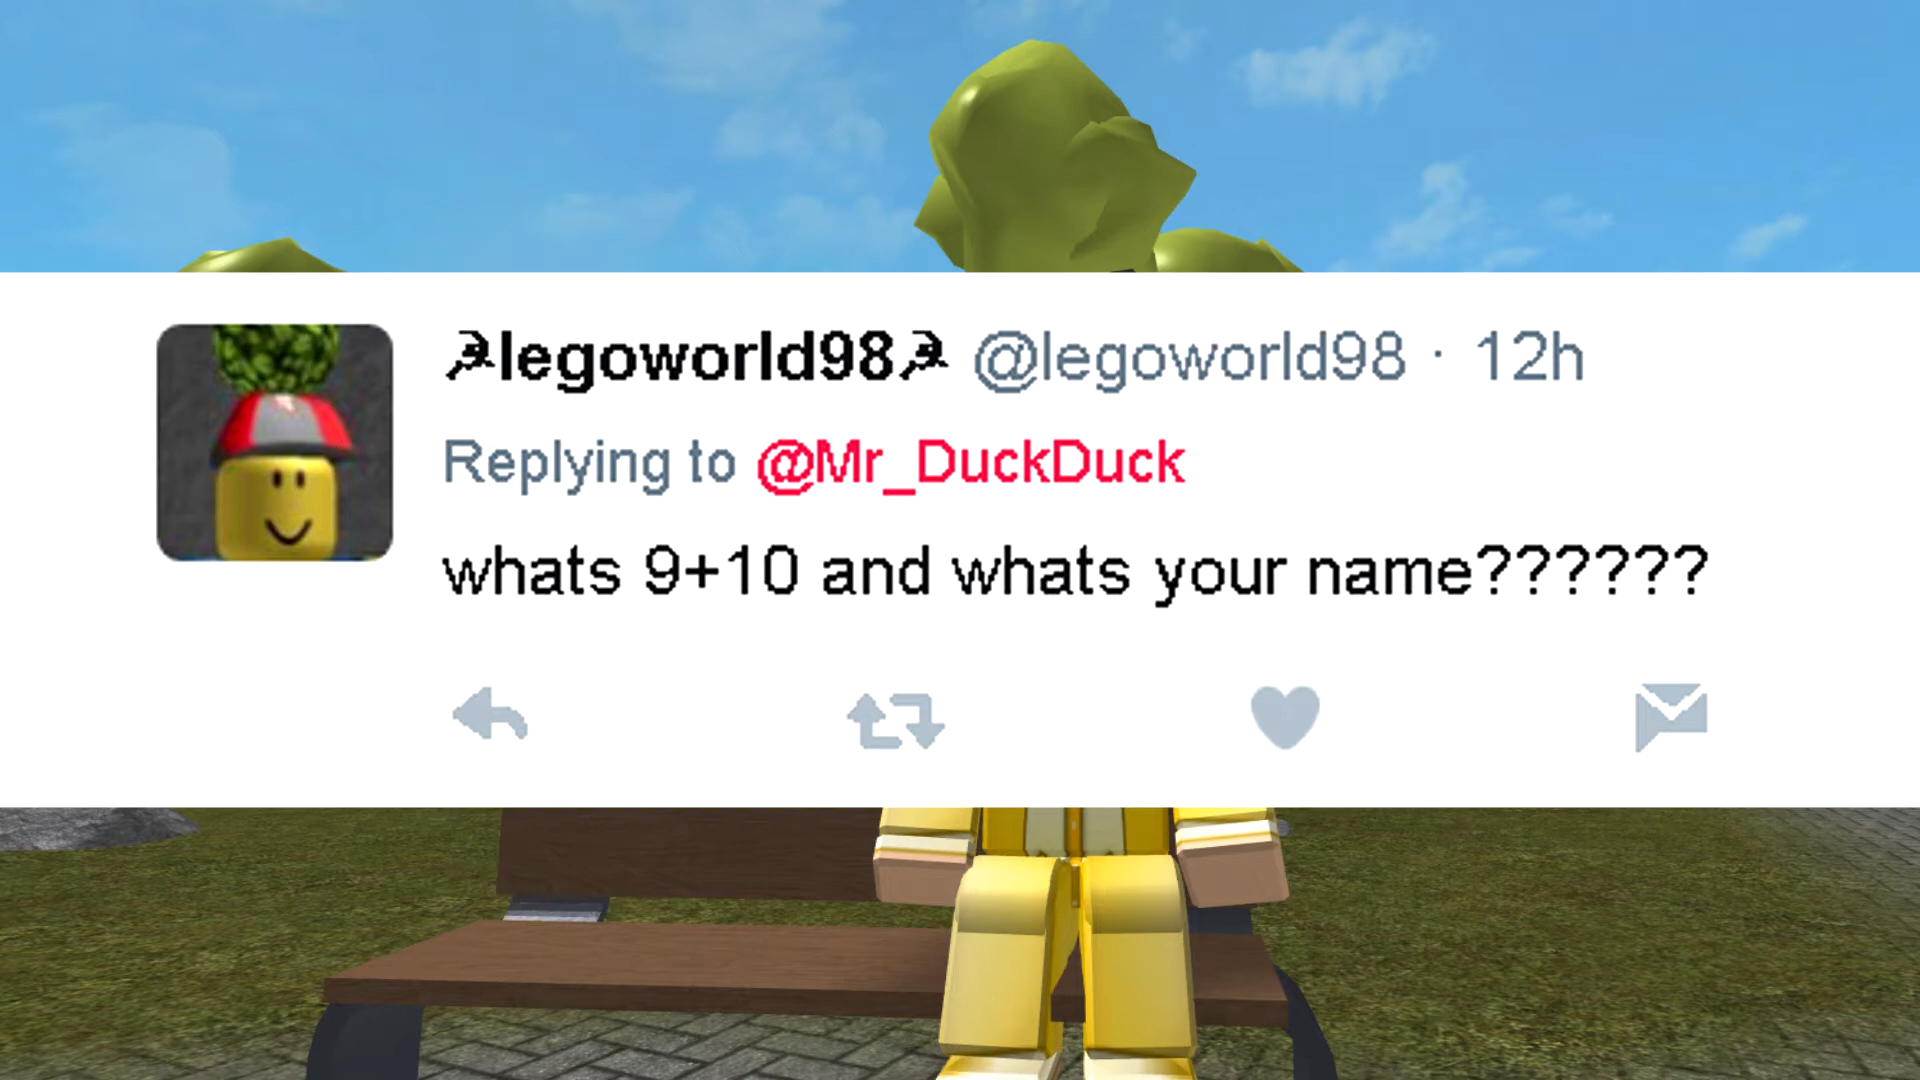 ☭legoworld98☭ @legoworld98 · 12h
Replying to @Mr_DuckDuck
whats 9+10 and whats your name??????